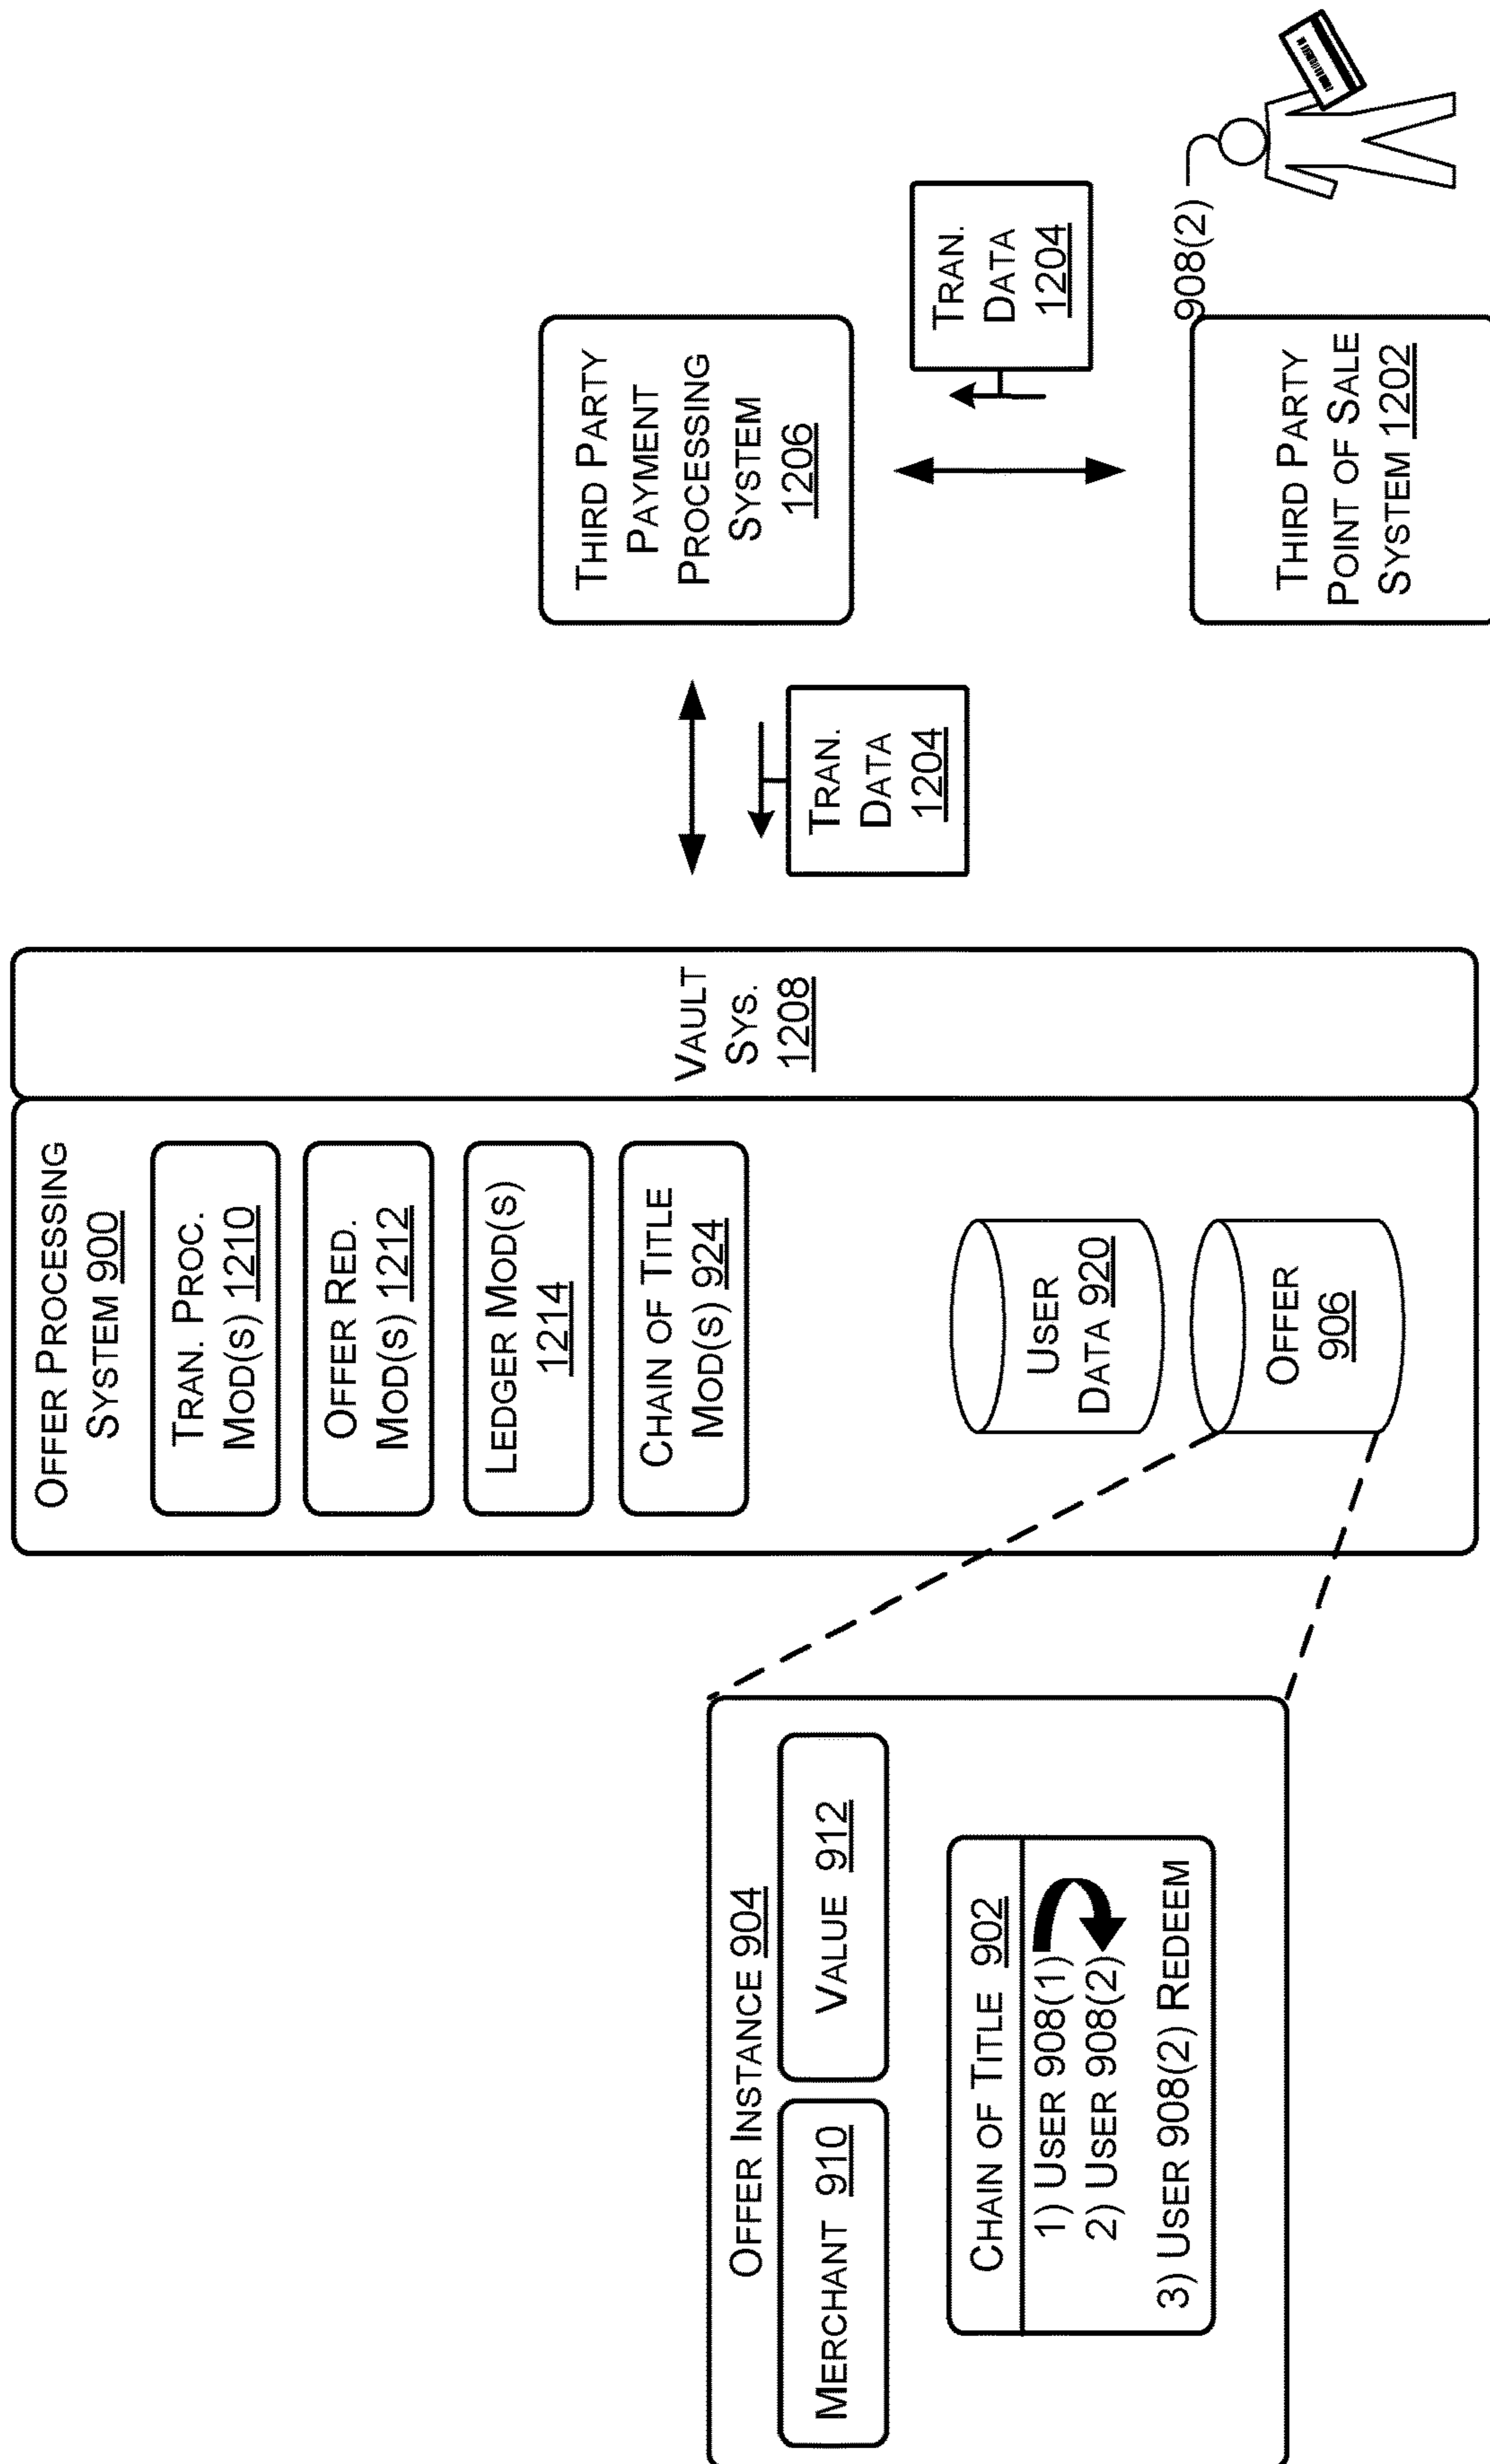 OFFER INSTANCE 904
MERCHANT 910
VALUE 912
CHAIN OF TITLE 902
1) USER 908(1)
2) USER 908(2)
3) USER 908(2) REDEEM
OFFER PROCESSING
SYSTEM 900
TRAN. PROC.
MOD(S) 1210
OFFER RED.
MOD(S) 1212
LEDGER MOD(S)
1214
CHAIN OF TITLE
MOD(S) 924
USER
DATA 920
OFFER
906
VAULT
SYS.
1208
TRAN.
DATA
1204
THIRD PARTY
PAYMENT
PROCESSING
SYSTEM
1206
TRAN.
DATA
1204
THIRD PARTY
POINT OF SALE
SYSTEM 1202
908(2)